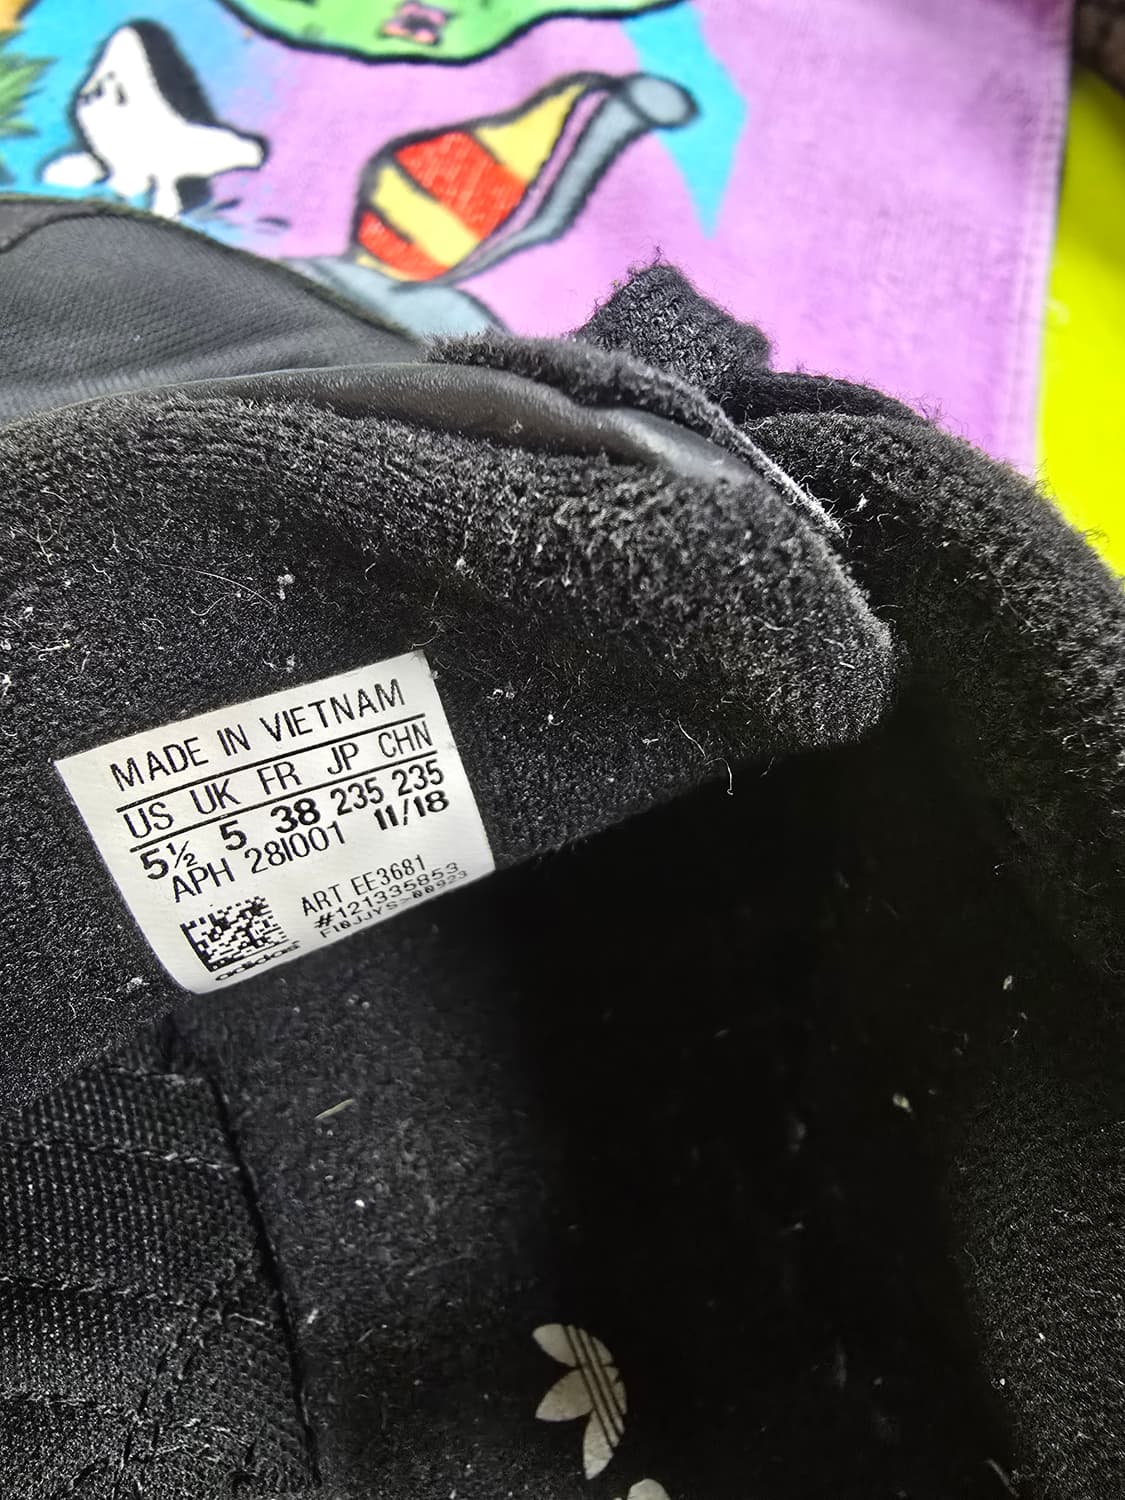 MADE IN VIETNAM
US UK FR JP CHN
5½ 5 38 235 235
APH 281001 11/18
ART EE3681
#121335853
adidas